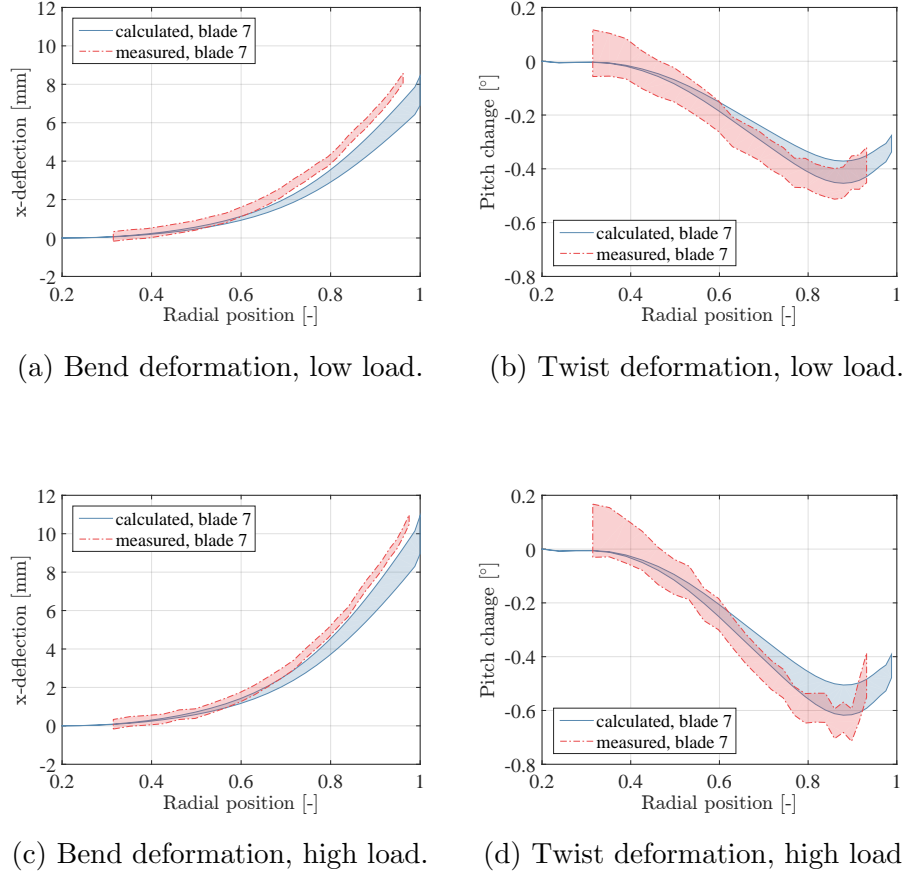 12
10
8
6
4
2
0
-2
x-deflection [mm]
calculated, blade 7
measured, blade 7
0.2 0.4 0.6 0.8 1
Radial position [-]
(a) Bend deformation, low load.
0.2
0
-0.2
-0.4
-0.6
-0.8
Pitch change [°]
calculated, blade 7
measured, blade 7
0.2 0.4 0.6 0.8 1
Radial position [-]
(b) Twist deformation, low load.
12
10
8
6
4
2
0
-2
x-deflection [mm]
calculated, blade 7
measured, blade 7
0.2 0.4 0.6 0.8 1
Radial position [-]
(c) Bend deformation, high load.
0.2
0
-0.2
-0.4
-0.6
-0.8
Pitch change [°]
calculated, blade 7
measured, blade 7
0.2 0.4 0.6 0.8 1
Radial position [-]
(d) Twist deformation, high load